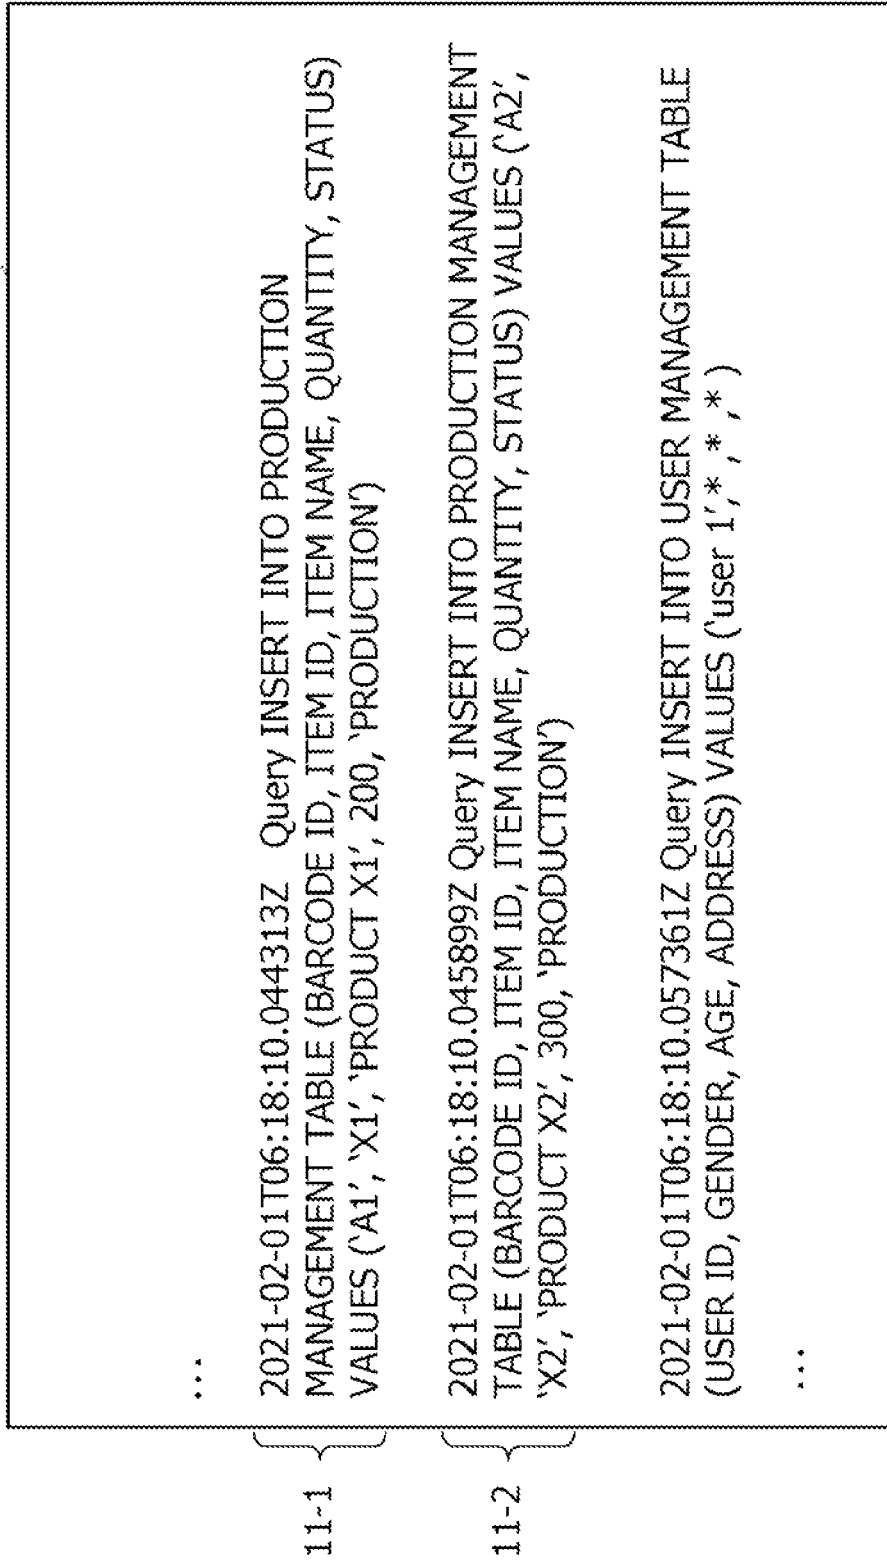 ...
11-1
2021-02-01T06:18:10.044313Z Query INSERT INTO PRODUCTION
MANAGEMENT TABLE (BARCODE ID, ITEM ID, ITEM NAME, QUANTITY, STATUS)
VALUES (‘A1’, ‘X1’, ‘PRODUCT X1’, 200, ‘PRODUCTION’)
11-2
2021-02-01T06:18:10.045899Z Query INSERT INTO PRODUCTION MANAGEMENT
TABLE (BARCODE ID, ITEM ID, ITEM NAME, QUANTITY, STATUS) VALUES (‘A2’,
‘X2’, ‘PRODUCT X2’, 300, ‘PRODUCTION’)
2021-02-01T06:18:10.057361Z Query INSERT INTO USER MANAGEMENT TABLE
(USER ID, GENDER, AGE, ADDRESS) VALUES (‘user 1’,* , * ,* )
...